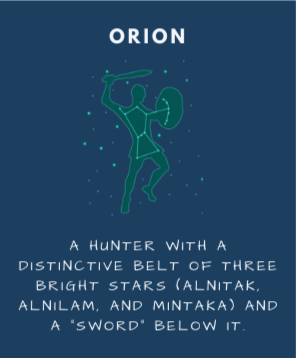 ORION
A HUNTER WITH A
DISTINCTIVE BELT OF THREE
BRIGHT STARS (ALNITAK,
ALNILAM, AND MINTAKA) AND
A "SWORD" BELOW IT.